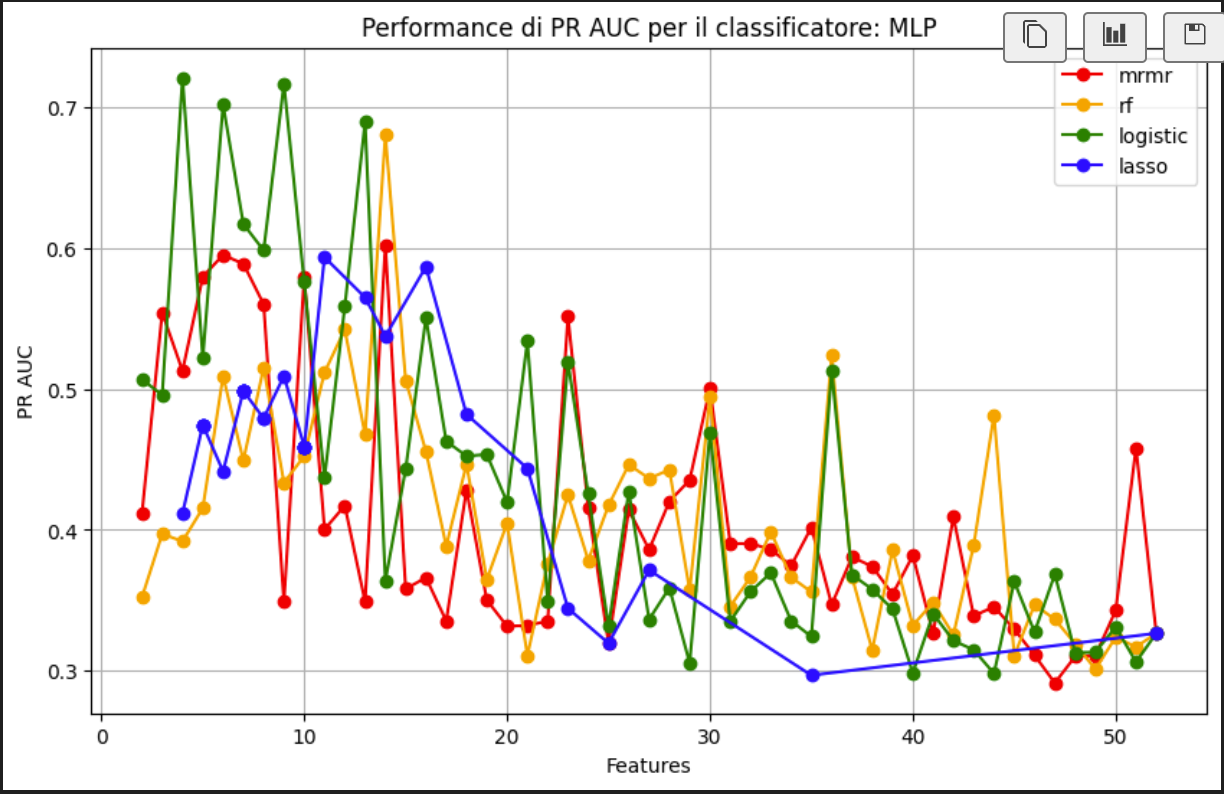 Performance di PR AUC per il classificatore: MLP
mrmr
rf
logistic
lasso
0.7
0.6
0.5
0.4
0.3
PR AUC
0 10 20 30 40 50
Features